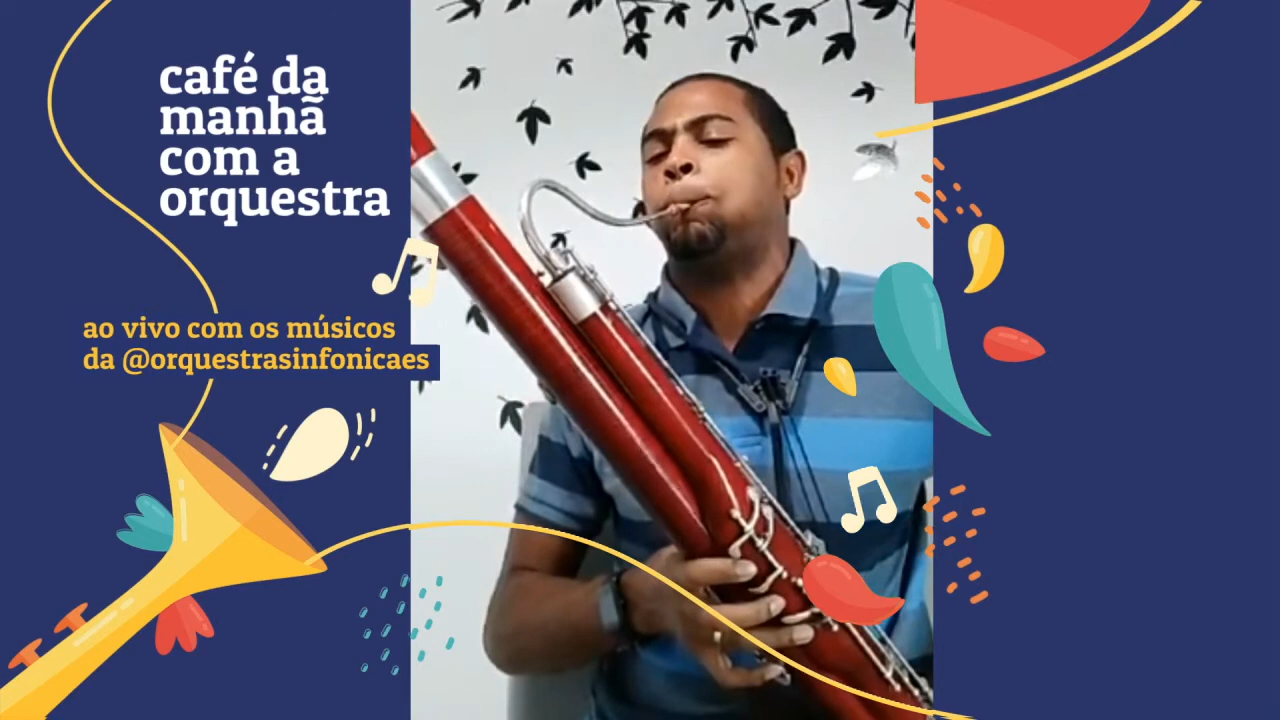 café da
manhã
com a
orquestra
ao vivo com os músicos
da @orquestrasinfonicaes